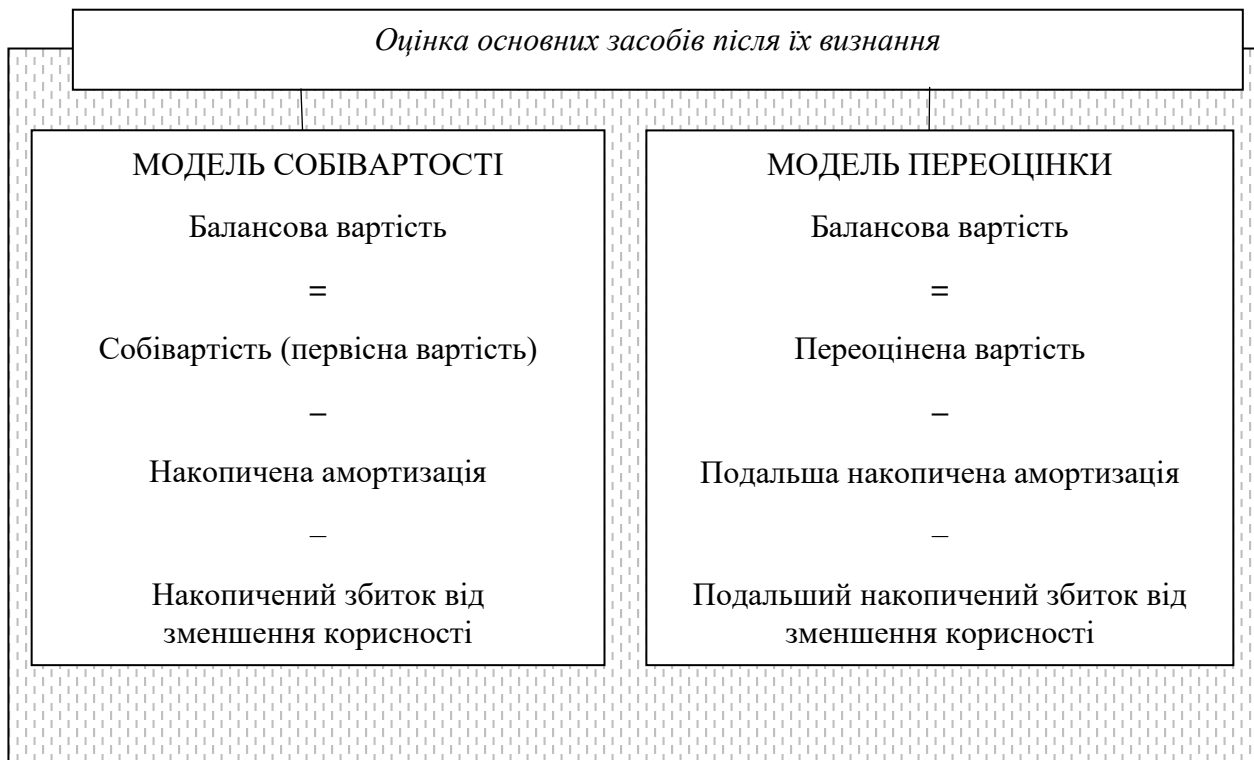 Оцінка основних засобів після їх визнання
МОДЕЛЬ СОБІВАРТОСТІ
Балансова вартість
=
Собівартість (первісна вартість)
–
Накопичена амортизація
–
Накопичений збиток від
зменшення корисності
МОДЕЛЬ ПЕРЕОЦІНКИ
Балансова вартість
=
Переоцінена вартість
–
Подальша накопичена амортизація
–
Подальший накопичений збиток від
зменшення корисності